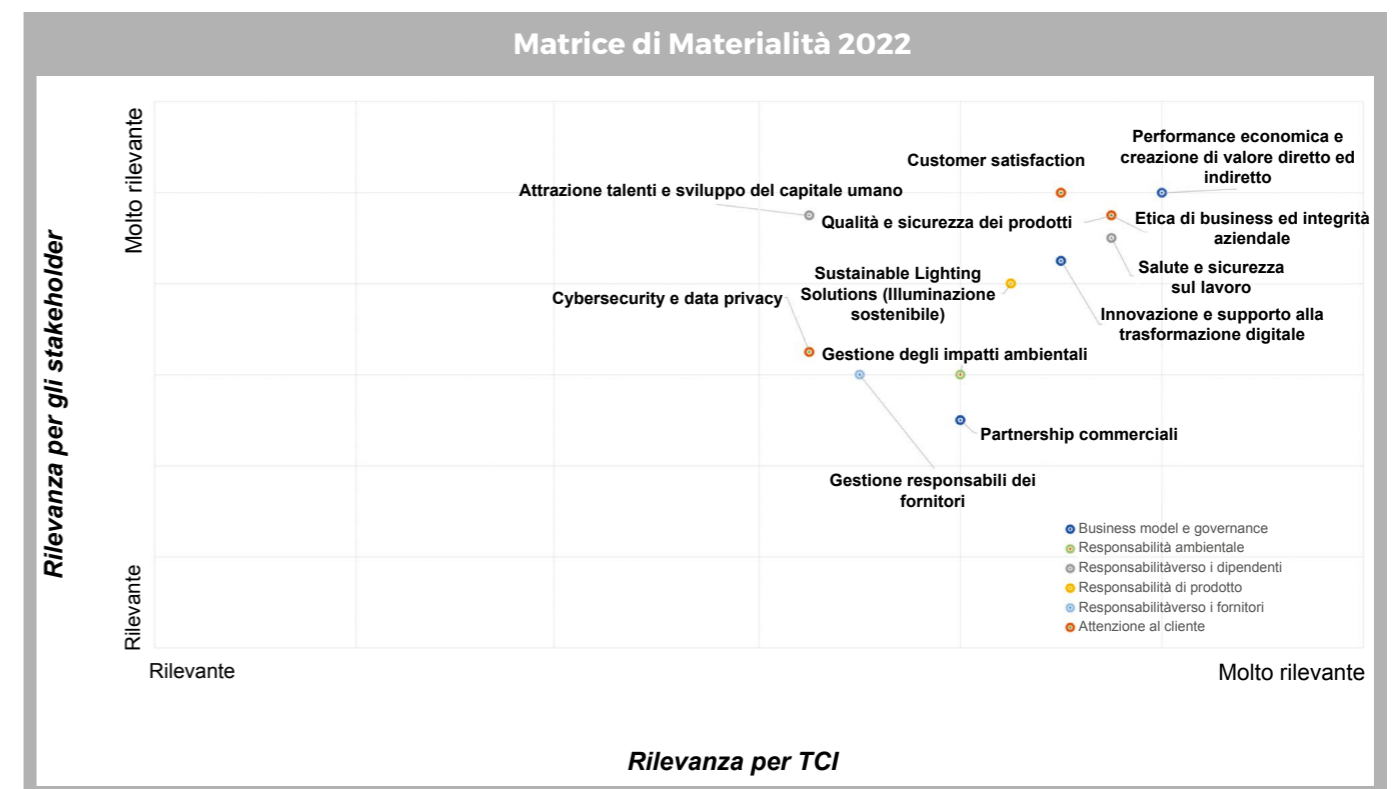 Matrice di Materialità 2022
Rilevanza per gli stakeholder
Molto rilevante
Rilevante
Performance economica e
creazione di valore diretto ed
indiretto
Customer satisfaction
Attrazione talenti e sviluppo del capitale umano
Qualità e sicurezza dei prodotti
Etica di business ed integrità
aziendale
Salute e sicurezza
sul lavoro
Sustainable Lighting
Solutions (Illuminazione
sostenibile)
Cybersecurity e data privacy
Innovazione e supporto alla
trasformazione digitale
Gestione degli impatti ambientali
Partnership commerciali
Gestione responsabili dei
fornitori
Business model e governance
Responsabilità ambientale
Responsabilitàverso i dipendenti
Responsabilità di prodotto
Responsabilitàverso i fornitori
Attenzione al cliente
Rilevante
Molto rilevante
Rilevanza per TCI